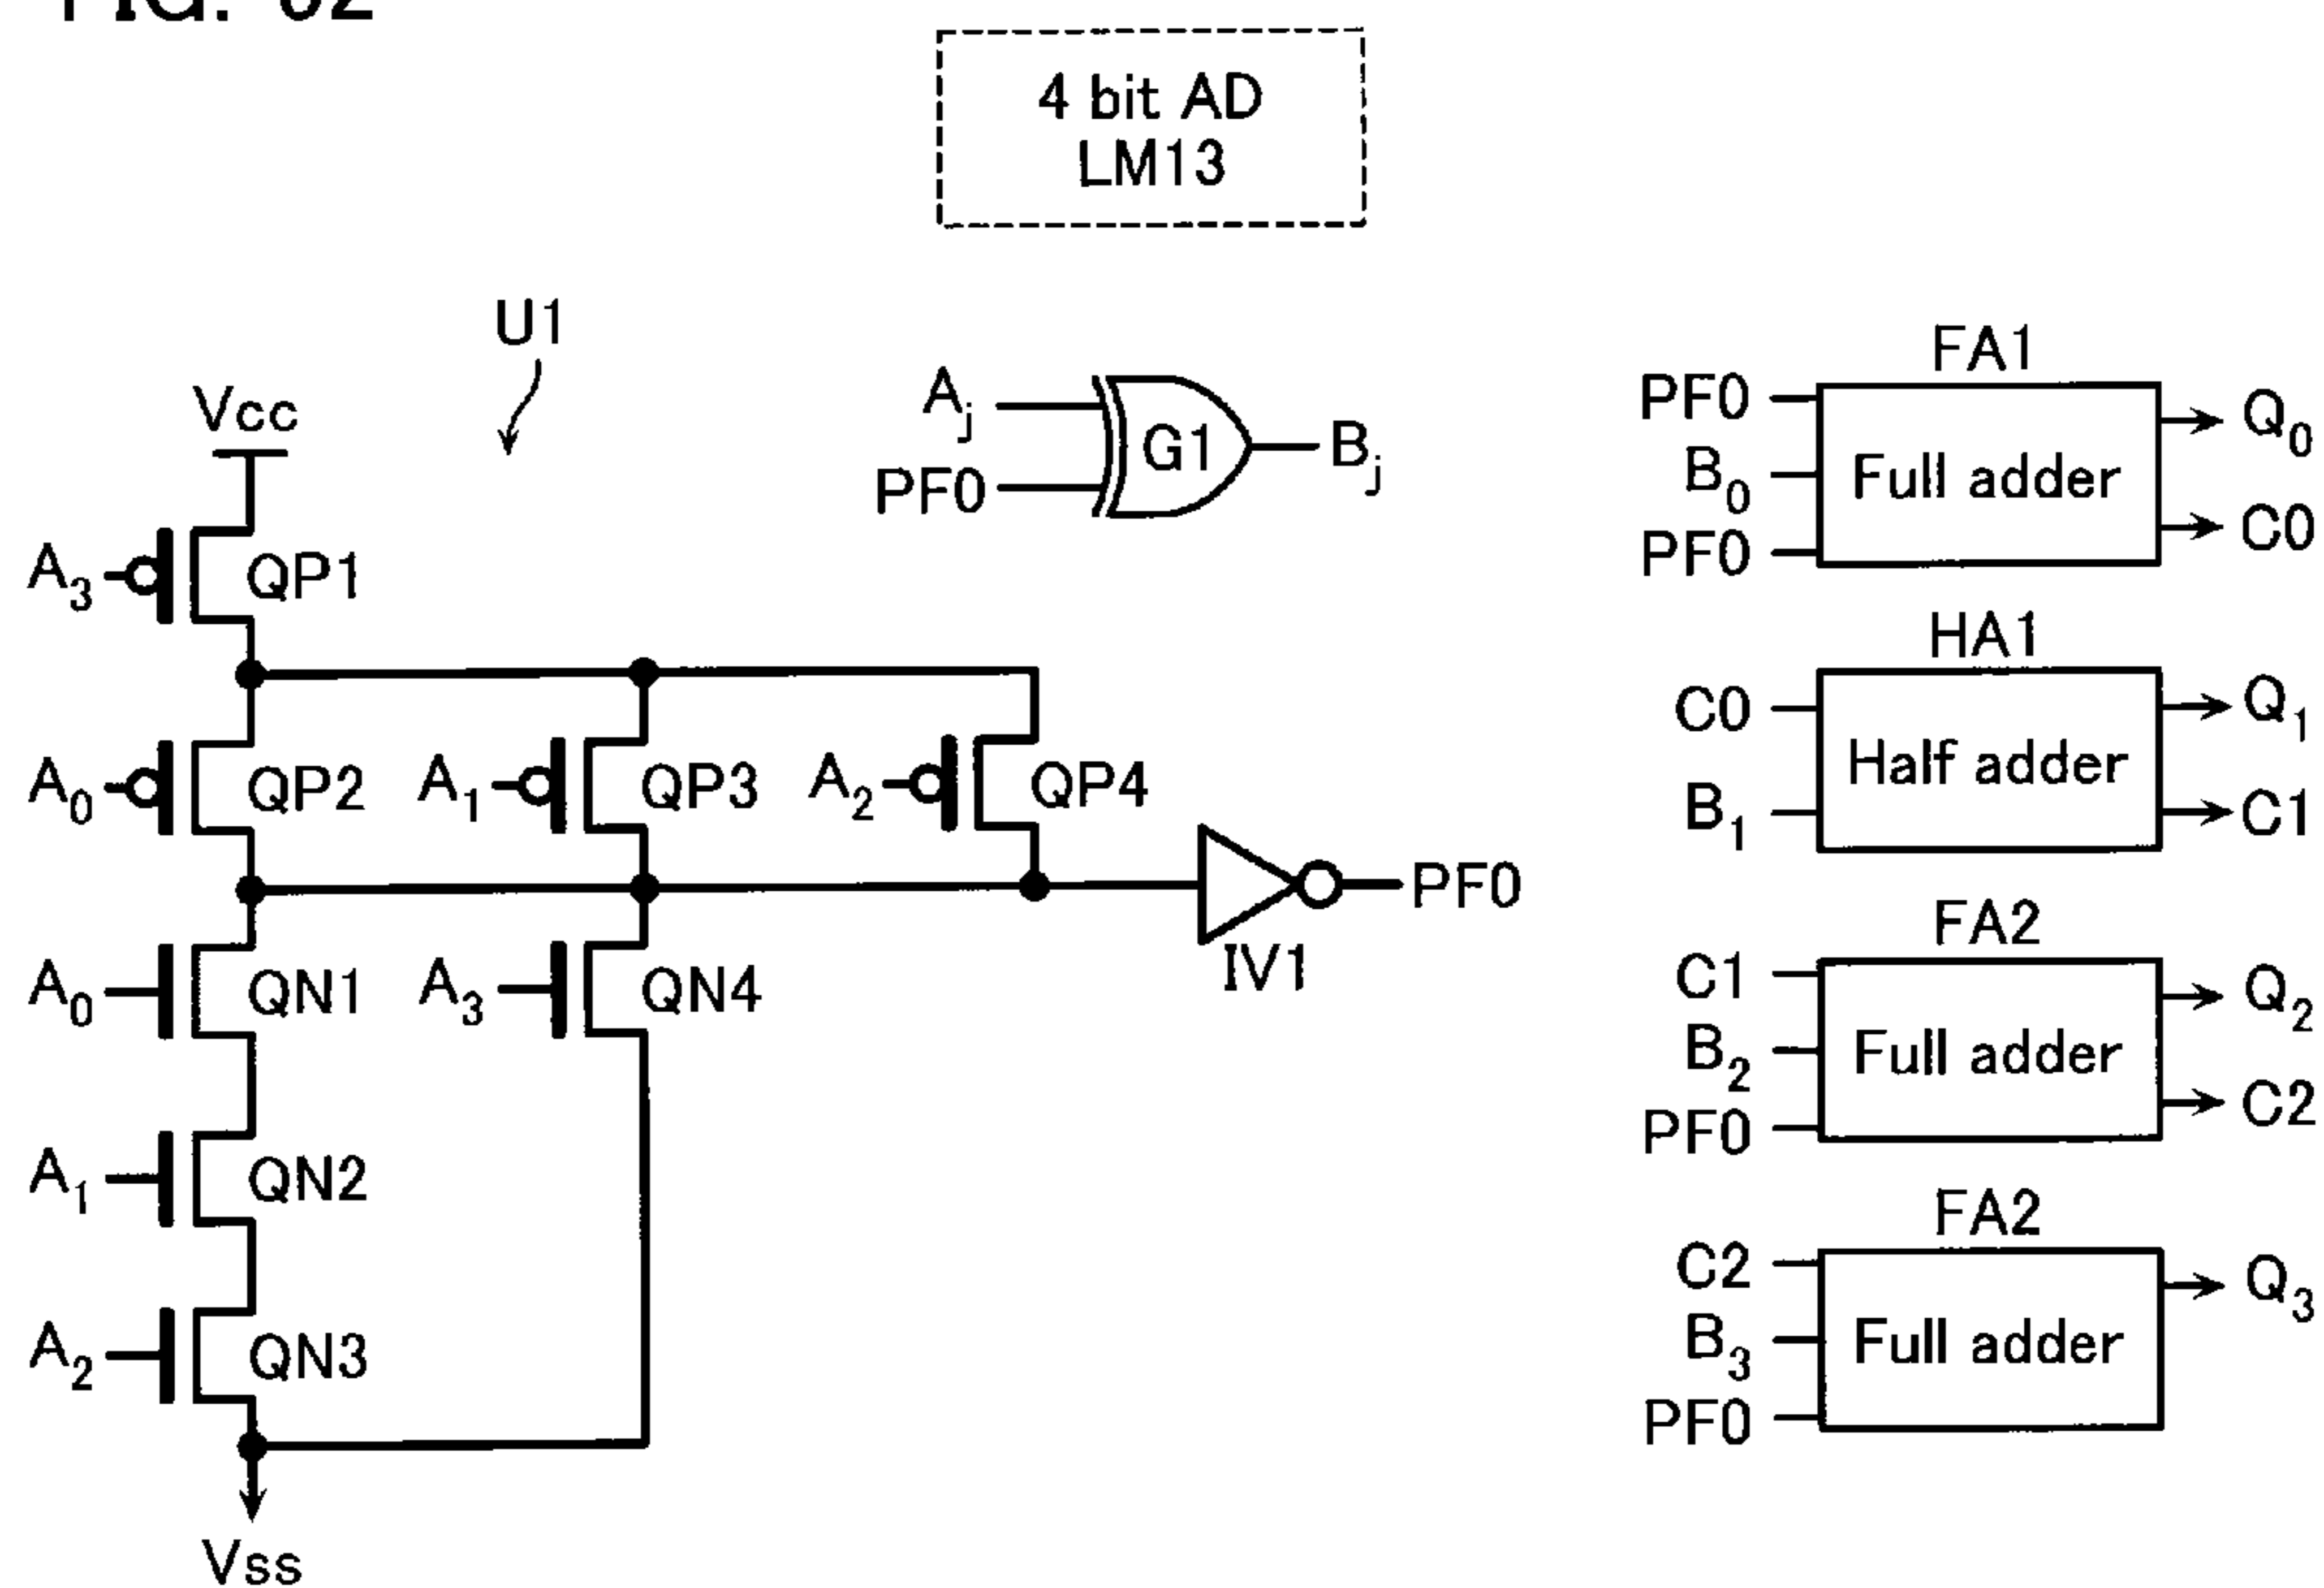 4 bit AD
LM13
U1
Vcc
A3
QP1
A0
QP2
A1
QP3
A2
QP4
A0
QN1
A3
QN4
A1
QN2
A2
QN3
Vss
IV1
PF0
Aj
PF0
G1
Bj
FA1
PF0
B0
PF0
Full adder
Q0
C0
HA1
C0
B1
Half adder
Q1
C1
FA2
C1
B2
PF0
Full adder
Q2
C2
FA2
C2
B3
PF0
Full adder
Q3